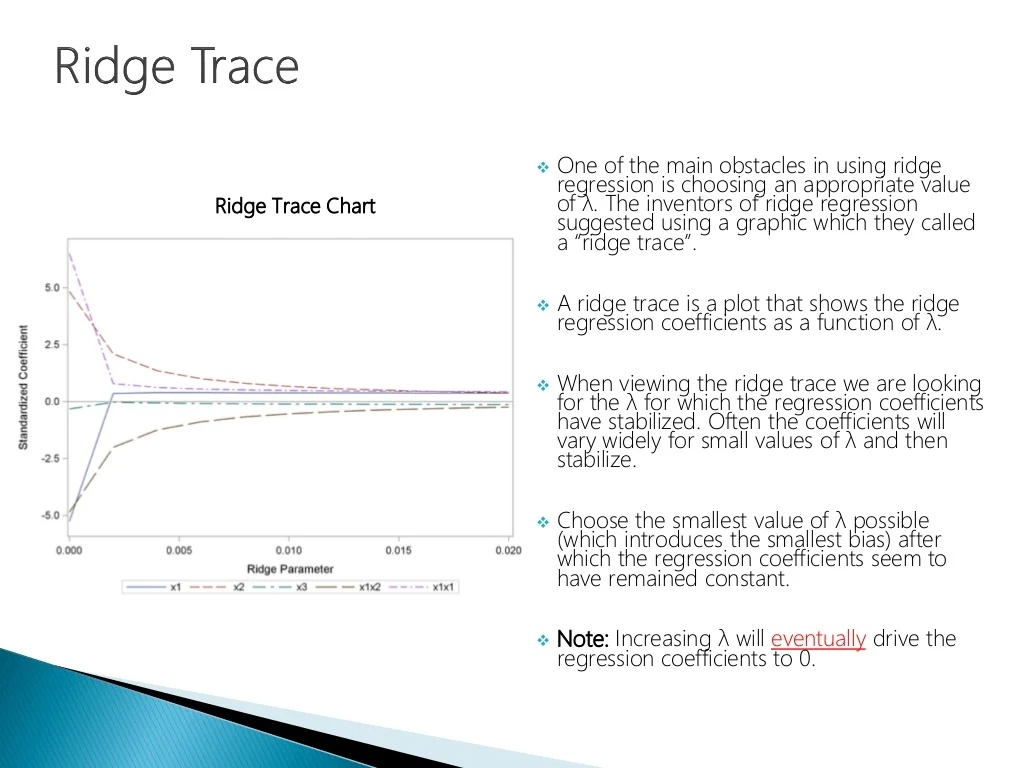 Ridge Trace
Ridge Trace Chart
Standardized Coefficient
5.0
2.5
0.0
-2.5
-5.0
0.000 0.005 0.010 0.015 0.020
Ridge Parameter
x1 x2 x3 x1x2 x1x1
One of the main obstacles in using ridge
regression is choosing an appropriate value
of λ. The inventors of ridge regression
suggested using a graphic which they called
a “ridge trace”.
A ridge trace is a plot that shows the ridge
regression coefficients as a function of λ.
When viewing the ridge trace we are looking
for the λ for which the regression coefficients
have stabilized. Often the coefficients will
vary widely for small values of λ and then
stabilize.
Choose the smallest value of λ possible
(which introduces the smallest bias) after
which the regression coefficients seem to
have remained constant.
Note: Increasing λ will eventually drive the
regression coefficients to 0.